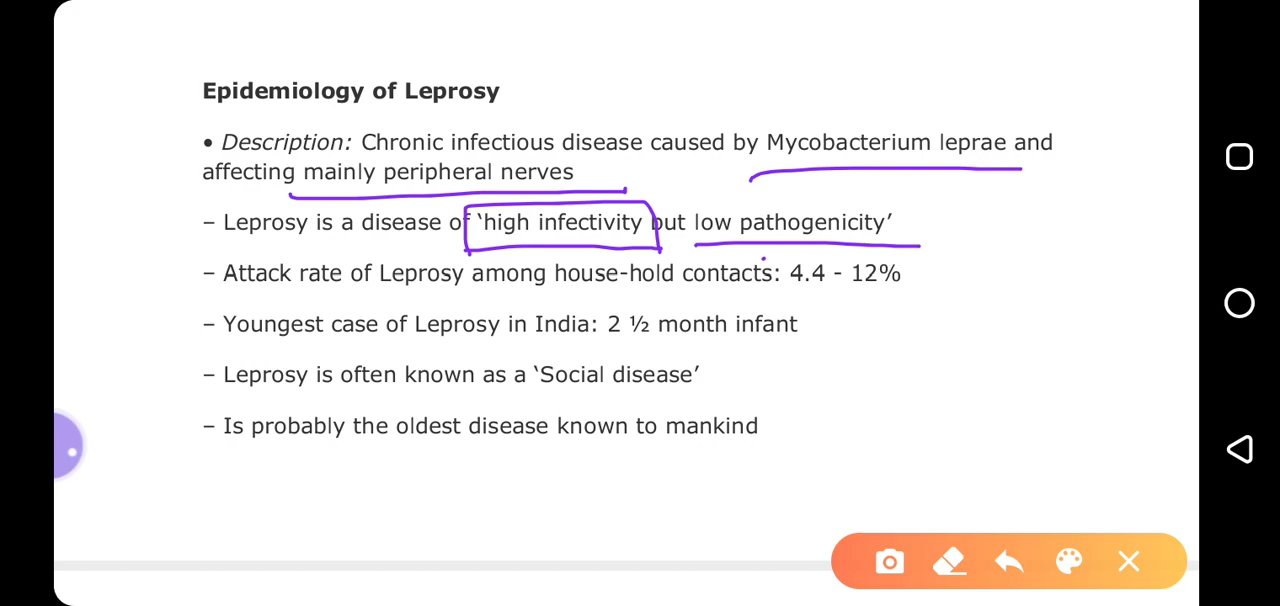 Epidemiology of Leprosy
• Description: Chronic infectious disease caused by Mycobacterium leprae and
affecting mainly peripheral nerves
– Leprosy is a disease of ‘high infectivity but low pathogenicity’
– Attack rate of Leprosy among house-hold contacts: 4.4 - 12%
– Youngest case of Leprosy in India: 2 ½ month infant
– Leprosy is often known as a ‘Social disease’
– Is probably the oldest disease known to mankind